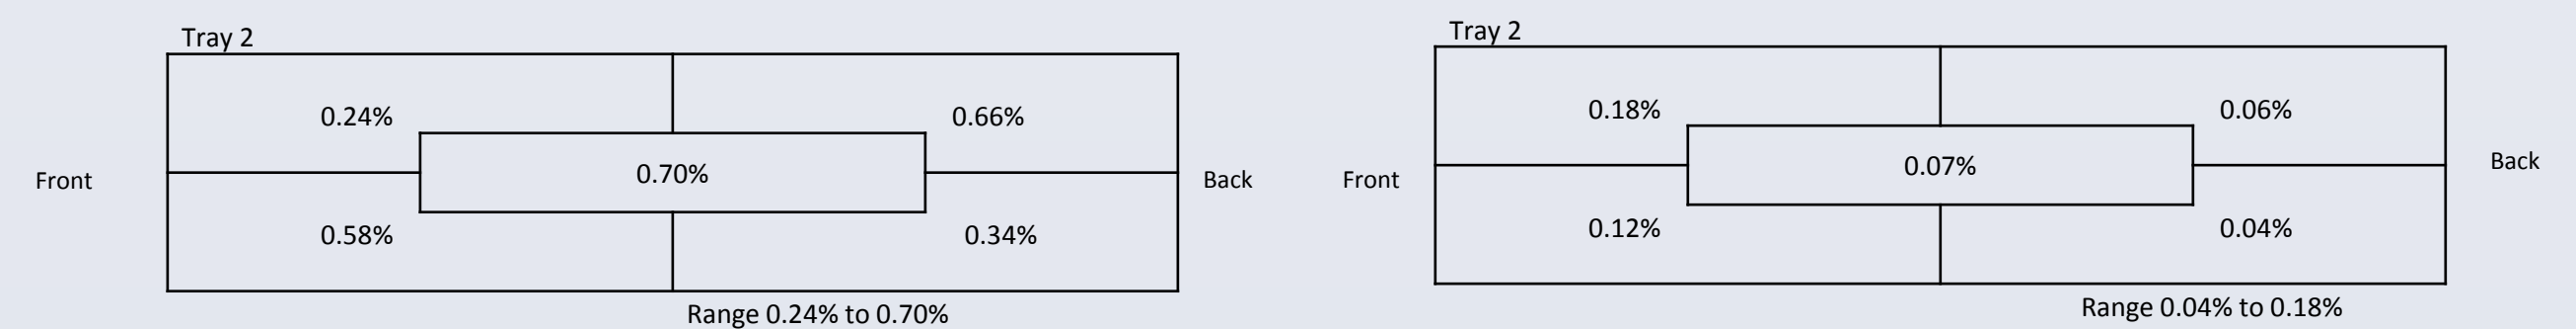 Tray 2
0.24%
0.66%
Front
0.70%
Back
0.58%
0.34%
Range 0.24% to 0.70%
Tray 2
0.18%
0.06%
Front
0.07%
Back
0.12%
0.04%
Range 0.04% to 0.18%